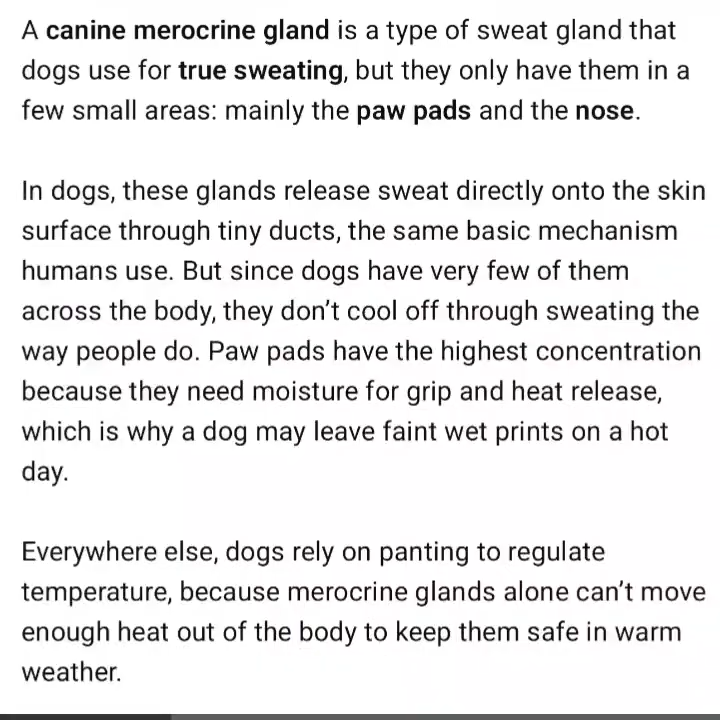 A canine merocrine gland is a type of sweat gland that
dogs use for true sweating, but they only have them in a
few small areas: mainly the paw pads and the nose.
In dogs, these glands release sweat directly onto the skin
surface through tiny ducts, the same basic mechanism
humans use. But since dogs have very few of them
across the body, they don’t cool off through sweating the
way people do. Paw pads have the highest concentration
because they need moisture for grip and heat release,
which is why a dog may leave faint wet prints on a hot
day.
Everywhere else, dogs rely on panting to regulate
temperature, because merocrine glands alone can’t move
enough heat out of the body to keep them safe in warm
weather.